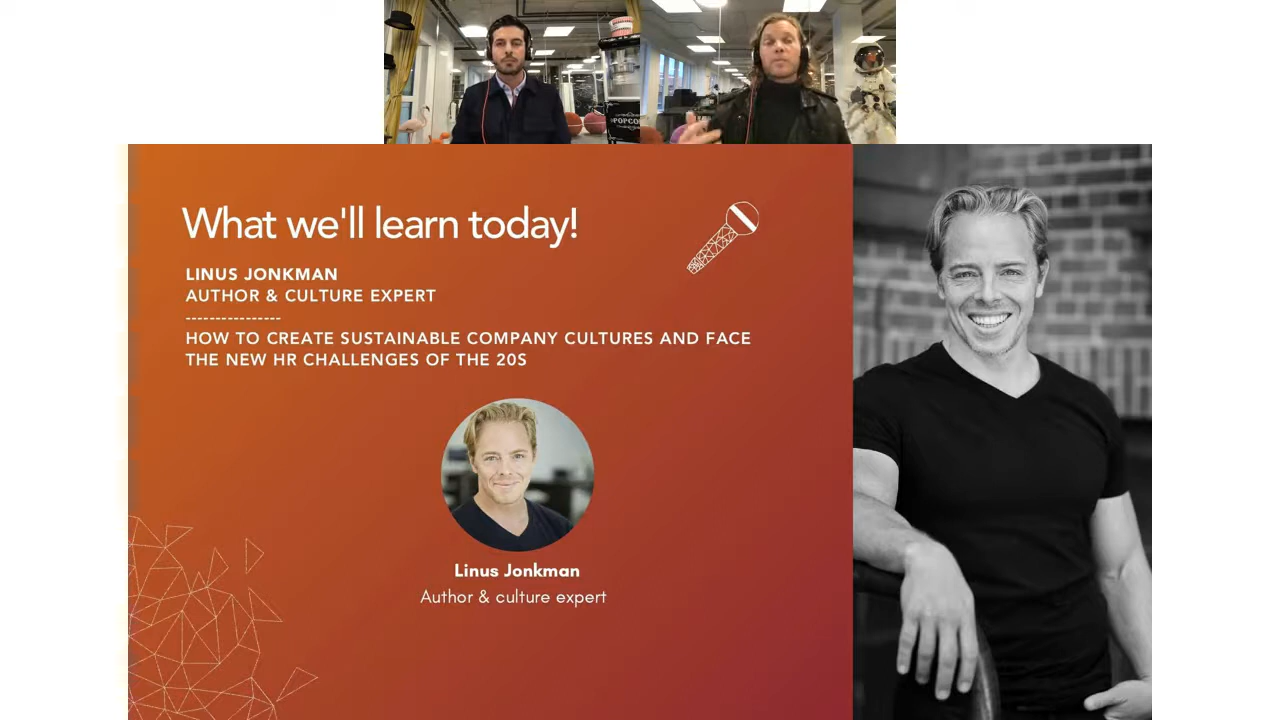 POPCO
What we'll learn today!
LINUS JONKMAN
AUTHOR & CULTURE EXPERT
----------------
HOW TO CREATE SUSTAINABLE COMPANY CULTURES AND FACE
THE NEW HR CHALLENGES OF THE 20S
Linus Jonkman
Author & culture expert